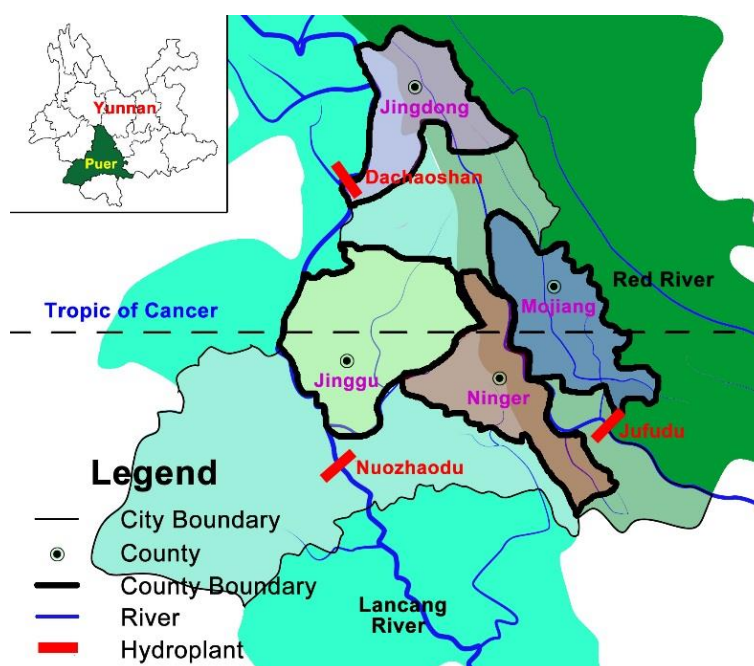 Yunnan
Puer
Jingdong
Dachaoshan
Red River
Tropic of Cancer
Mojiang
Jinggu
Ninger
Jufudu
Nuozhaodu
Legend
City Boundary
County
County Boundary
River
Hydroplant
Lancang
River